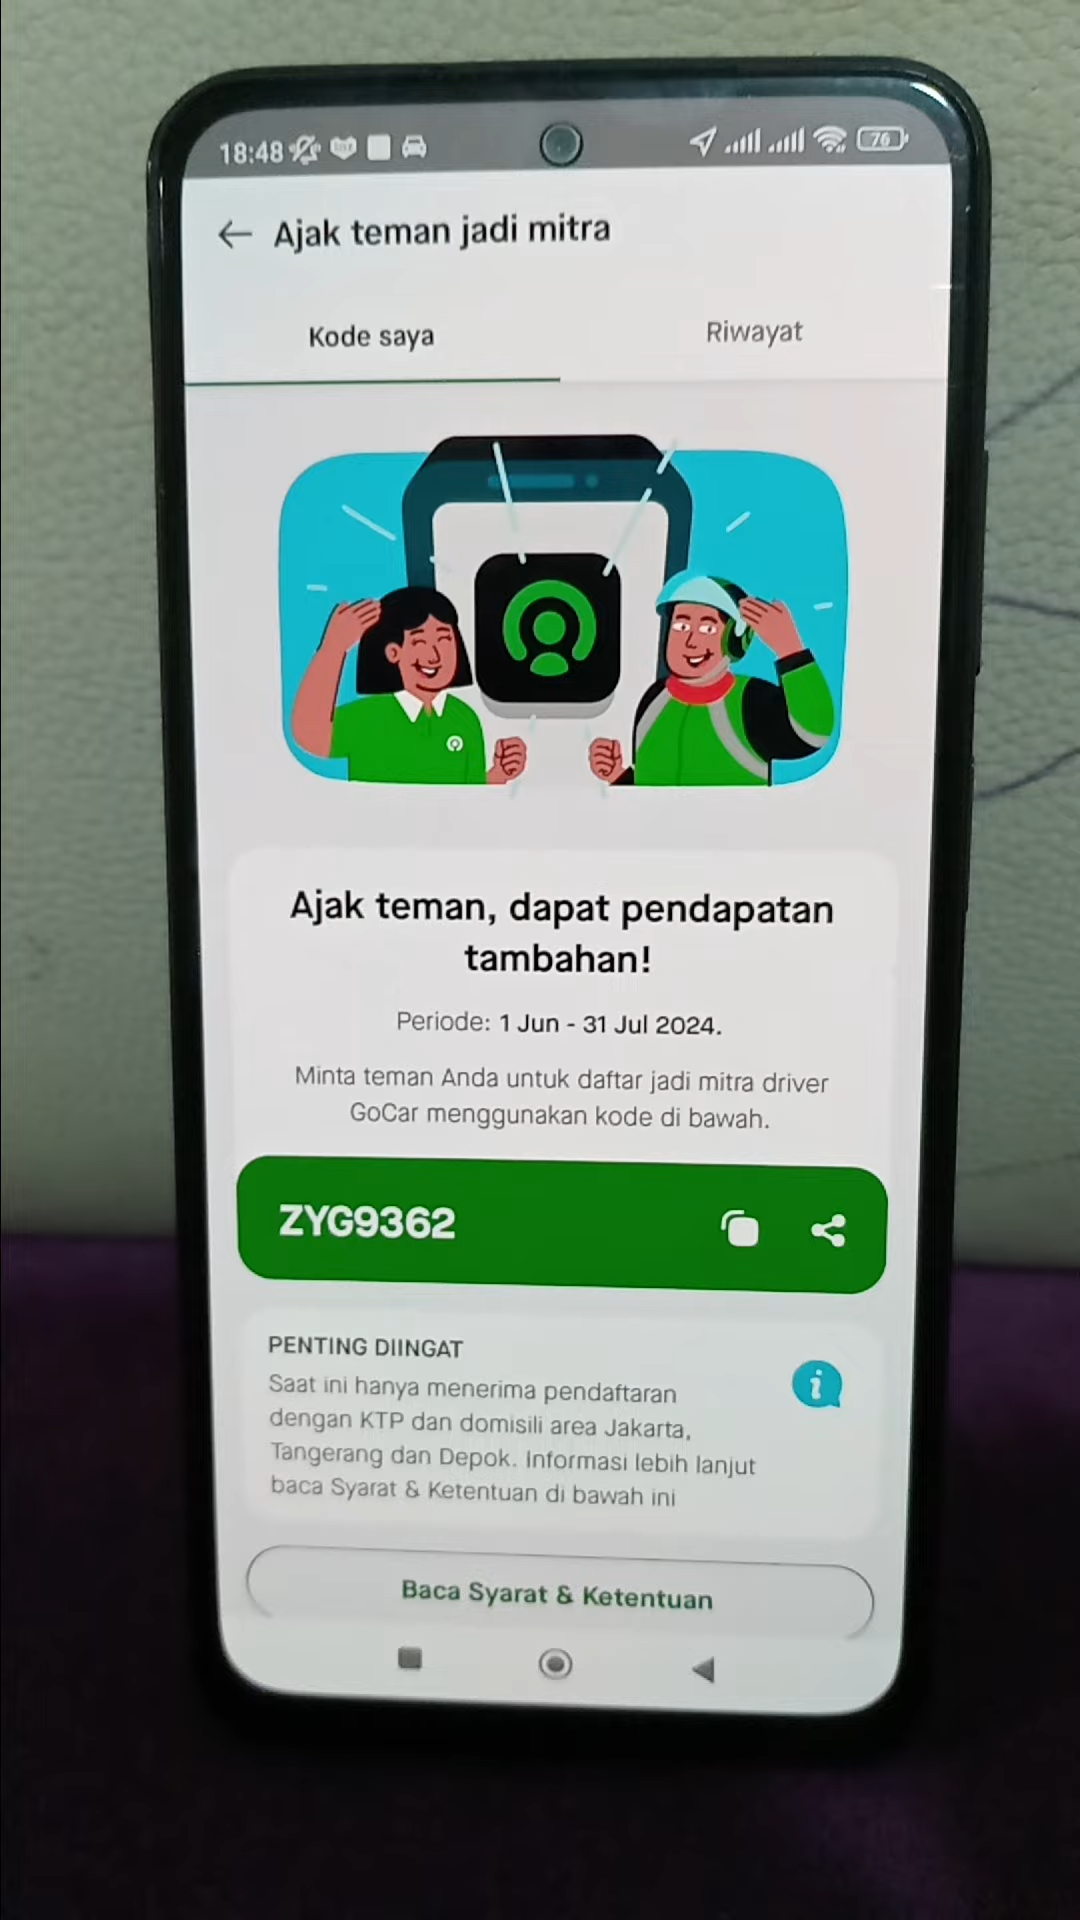 18:48
76
Ajak teman jadi mitra
Kode saya
Riwayat
Ajak teman, dapat pendapatan
tambahan!
Periode: 1 Jun - 31 Jul 2024.
Minta teman Anda untuk daftar jadi mitra driver
GoCar menggunakan kode di bawah.
ZYG9362
PENTING DIINGAT
Saat ini hanya menerima pendaftaran
dengan KTP dan domisili area Jakarta,
Tangerang dan Depok. Informasi lebih lanjut
baca Syarat & Ketentuan di bawah ini
Baca Syarat & Ketentuan